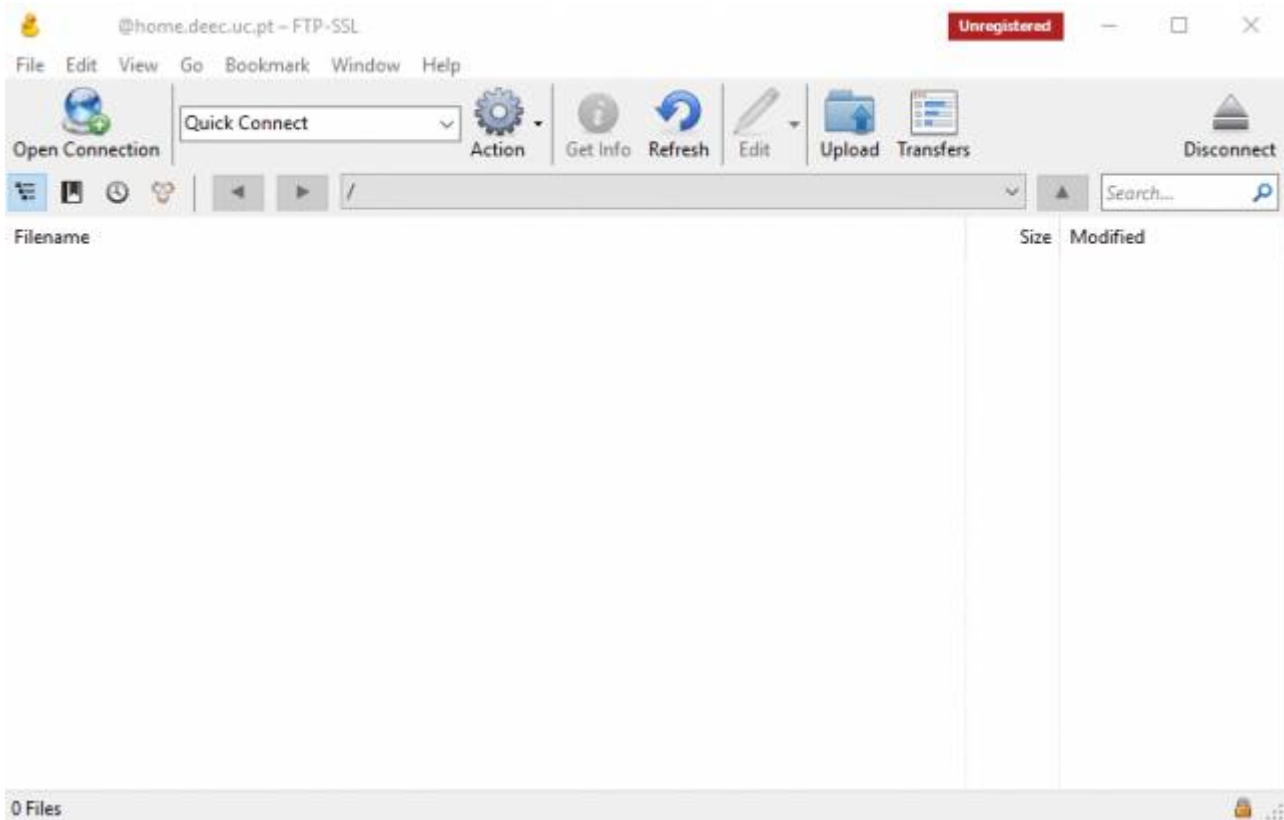 @home.deec.uc.pt – FTP-SSL Unregistered
File Edit View Go Bookmark Window Help
Open Connection Quick Connect Action Get Info Refresh Edit Upload Transfers Disconnect
/ Search...
Filename Size Modified
0 Files